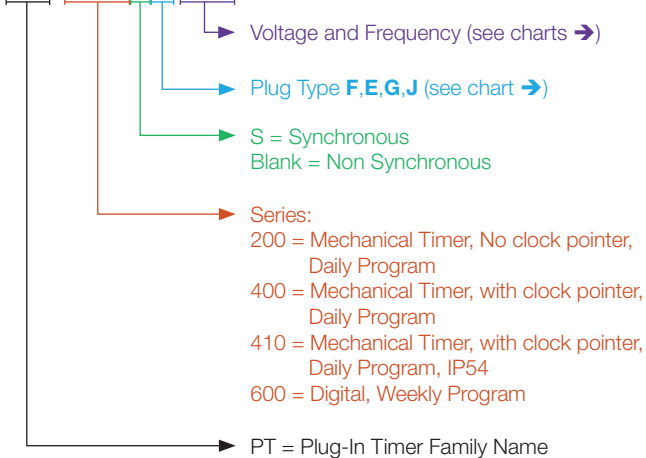 Voltage and Frequency (see charts ➔)
Plug Type F,E,G,J (see chart ➔)
S = Synchronous
Blank = Non Synchronous
Series:
200 = Mechanical Timer, No clock pointer,
Daily Program
400 = Mechanical Timer, with clock pointer,
Daily Program
410 = Mechanical Timer, with clock pointer,
Daily Program, IP54
600 = Digital, Weekly Program
PT = Plug-In Timer Family Name